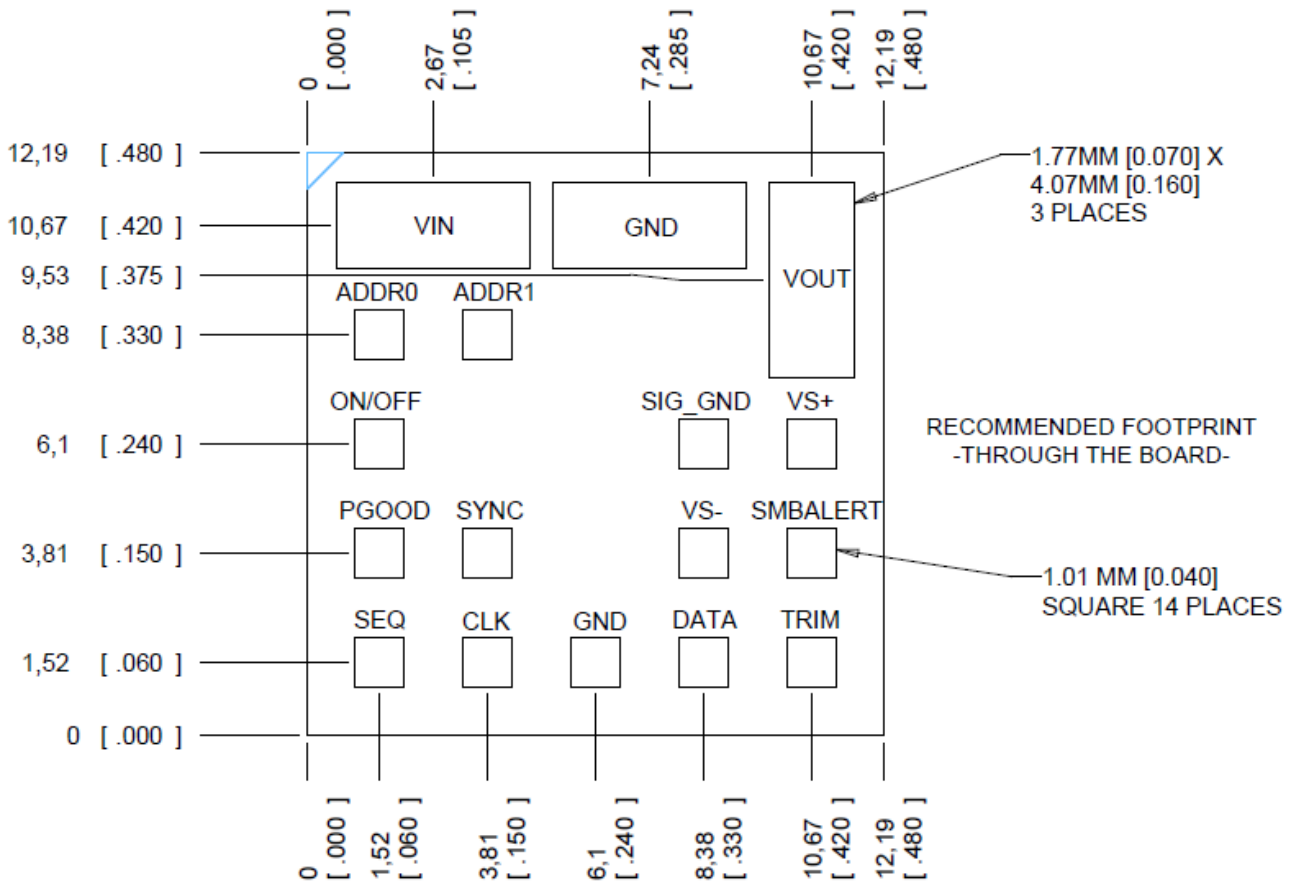 0
[ .000 ]
2,67
[ .105 ]
7,24
[ .285 ]
10,67
[ .420 ]
12,19
[ .480 ]
12,19 [ .480 ]
1.77MM [0.070] X
4.07MM [0.160]
3 PLACES
10,67 [ .420 ]
VIN
GND
9,53 [ .375 ]
VOUT
ADDR0 ADDR1
8,38 [ .330 ]
ON/OFF SIG_GND VS+
6,1 [ .240 ]
RECOMMENDED FOOTPRINT
-THROUGH THE BOARD-
PGOOD SYNC VS- SMBALERT
3,81 [ .150 ]
1.01 MM [0.040]
SQUARE 14 PLACES
SEQ CLK GND DATA TRIM
1,52 [ .060 ]
0 [ .000 ]
0
[ .000 ]
1,52
[ .060 ]
3,81
[ .150 ]
6,1
[ .240 ]
8,38
[ .330 ]
10,67
[ .420 ]
12,19
[ .480 ]